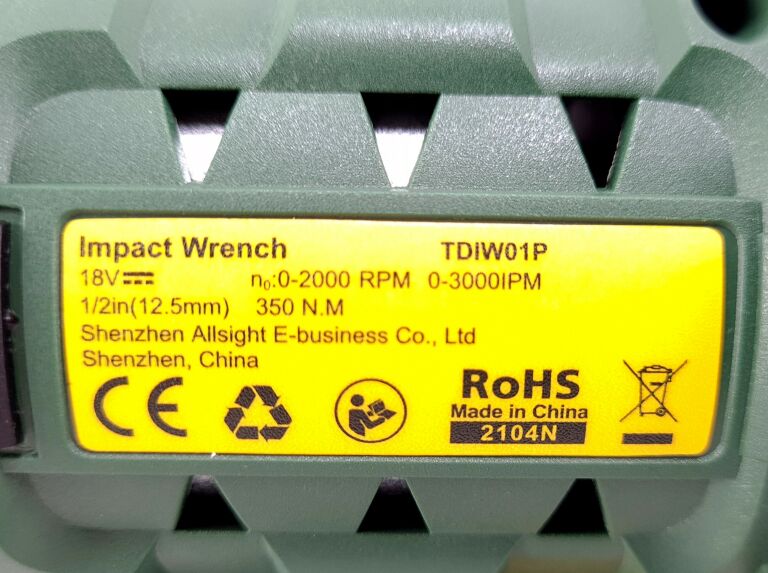 Impact Wrench TDIW01P
18V n₀:0-2000 RPM 0-3000IPM
1/2in(12.5mm) 350 N.M
Shenzhen Allsight E-business Co., Ltd
Shenzhen, China
CE
RoHS
Made in China
2104N